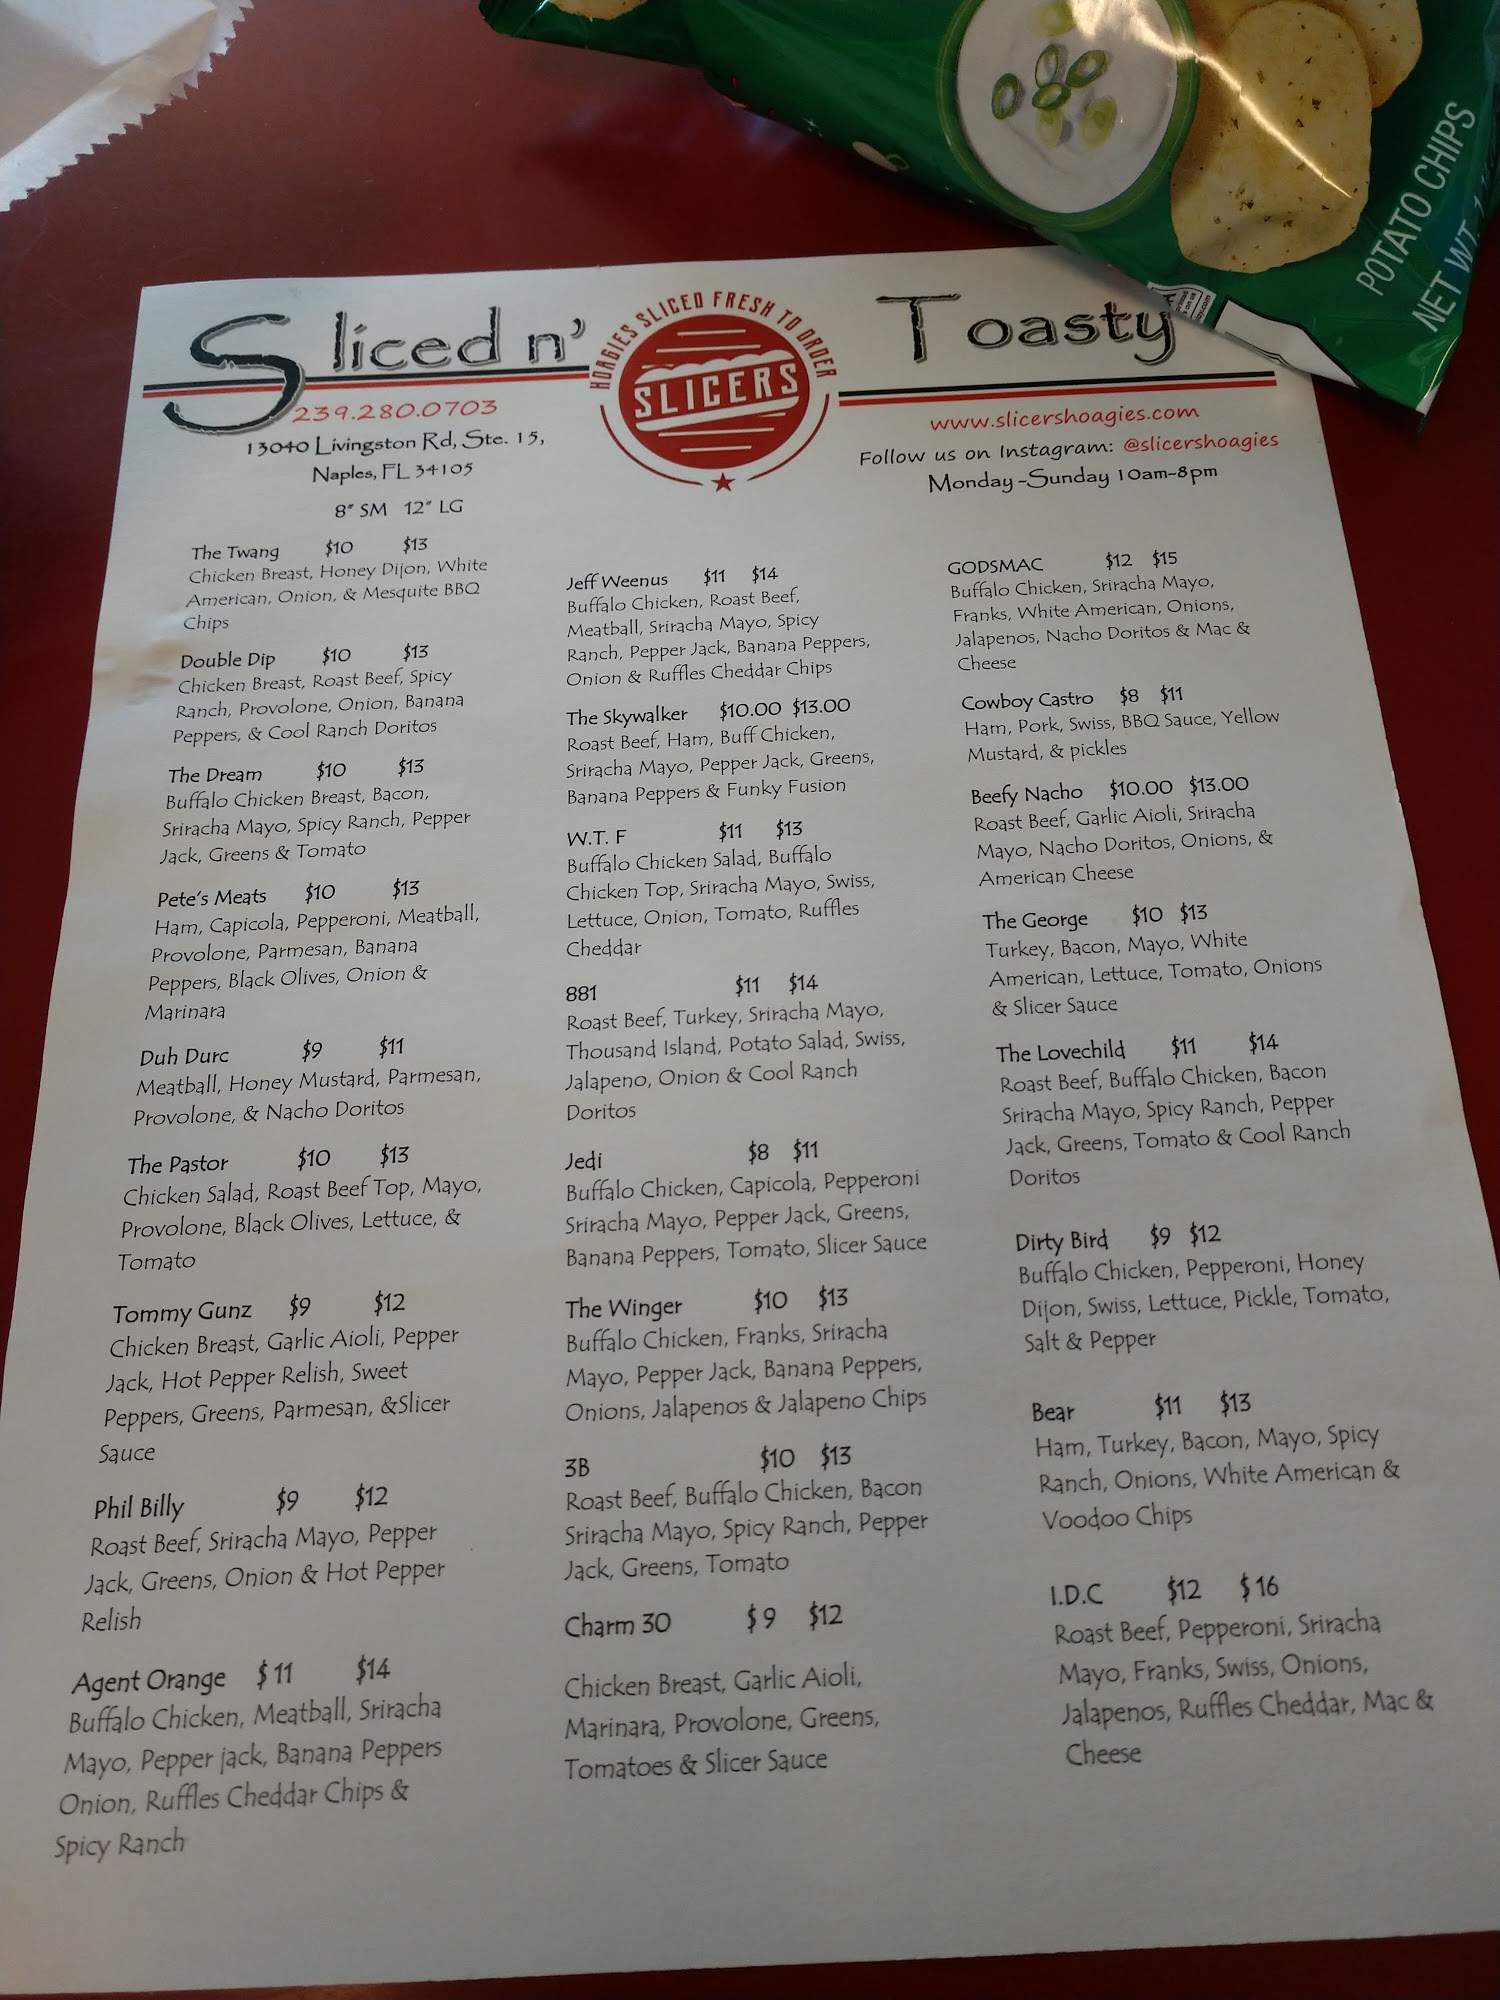 POTATO CHIPS
NET WT.
Sliced n' Toasty
HOAGIES SLICED FRESH TO ORDER
SLICERS
239.280.0703
13040 Livingston Rd, Ste. 15,
Naples, FL 34105
www.slicershoagies.com
Follow us on Instagram: @slicershoagies
Monday -Sunday 10am-8pm
8" SM 12" LG
The Twang $10 $13
Chicken Breast, Honey Dijon, White
American, Onion, & Mesquite BBQ
Chips
Double Dip $10 $13
Chicken Breast, Roast Beef, Spicy
Ranch, Provolone, Onion, Banana
Peppers, & Cool Ranch Doritos
The Dream $10 $13
Buffalo Chicken Breast, Bacon,
Sriracha Mayo, Spicy Ranch, Pepper
Jack, Greens & Tomato
Pete's Meats $10 $13
Ham, Capicola, Pepperoni, Meatball,
Provolone, Parmesan, Banana
Peppers, Black Olives, Onion &
Marinara
Duh Durc $9 $11
Meatball, Honey Mustard, Parmesan,
Provolone, & Nacho Doritos
The Pastor $10 $13
Chicken Salad, Roast Beef Top, Mayo,
Provolone, Black Olives, Lettuce, &
Tomato
Tommy Gunz $9 $12
Chicken Breast, Garlic Aioli, Pepper
Jack, Hot Pepper Relish, Sweet
Peppers, Greens, Parmesan, &Slicer
Sauce
Phil Billy $9 $12
Roast Beef, Sriracha Mayo, Pepper
Jack, Greens, Onion & Hot Pepper
Relish
Agent Orange $ 11 $14
Buffalo Chicken, Meatball, Sriracha
Mayo, Pepper jack, Banana Peppers
Onion, Ruffles Cheddar Chips &
Spicy Ranch
Jeff Weenus $11 $14
Buffalo Chicken, Roast Beef,
Meatball, Sriracha Mayo, Spicy
Ranch, Pepper Jack, Banana Peppers,
Onion & Ruffles Cheddar Chips
The Skywalker $10.00 $13.00
Roast Beef, Ham, Buff Chicken,
Sriracha Mayo, Pepper Jack, Greens,
Banana Peppers & Funky Fusion
W.T. F $11 $13
Buffalo Chicken Salad, Buffalo
Chicken Top, Sriracha Mayo, Swiss,
Lettuce, Onion, Tomato, Ruffles
Cheddar
881 $11 $14
Roast Beef, Turkey, Sriracha Mayo,
Thousand Island, Potato Salad, Swiss,
Jalapeno, Onion & Cool Ranch
Doritos
Jedi $8 $11
Buffalo Chicken, Capicola, Pepperoni
Sriracha Mayo, Pepper Jack, Greens,
Banana Peppers, Tomato, Slicer Sauce
The Winger $10 $13
Buffalo Chicken, Franks, Sriracha
Mayo, Pepper Jack, Banana Peppers,
Onions, Jalapenos & Jalapeno Chips
3B $10 $13
Roast Beef, Buffalo Chicken, Bacon
Sriracha Mayo, Spicy Ranch, Pepper
Jack, Greens, Tomato
Charm 30 $ 9 $12
Chicken Breast, Garlic Aioli,
Marinara, Provolone, Greens,
Tomatoes & Slicer Sauce
GODSMAC $12 $15
Buffalo Chicken, Sriracha Mayo,
Franks, White American, Onions,
Jalapenos, Nacho Doritos & Mac &
Cheese
Cowboy Castro $8 $11
Ham, Pork, Swiss, BBQ Sauce, Yellow
Mustard, & pickles
Beefy Nacho $10.00 $13.00
Roast Beef, Garlic Aioli, Sriracha
Mayo, Nacho Doritos, Onions, &
American Cheese
The George $10 $13
Turkey, Bacon, Mayo, White
American, Lettuce, Tomato, Onions
& Slicer Sauce
The Lovechild $11 $14
Roast Beef, Buffalo Chicken, Bacon
Sriracha Mayo, Spicy Ranch, Pepper
Jack, Greens, Tomato & Cool Ranch
Doritos
Dirty Bird $9 $12
Buffalo Chicken, Pepperoni, Honey
Dijon, Swiss, Lettuce, Pickle, Tomato,
Salt & Pepper
Bear $11 $13
Ham, Turkey, Bacon, Mayo, Spicy
Ranch, Onions, White American &
Voodoo Chips
I.D.C $12 $ 16
Roast Beef, Pepperoni, Sriracha
Mayo, Franks, Swiss, Onions,
Jalapenos, Ruffles Cheddar, Mac &
Cheese